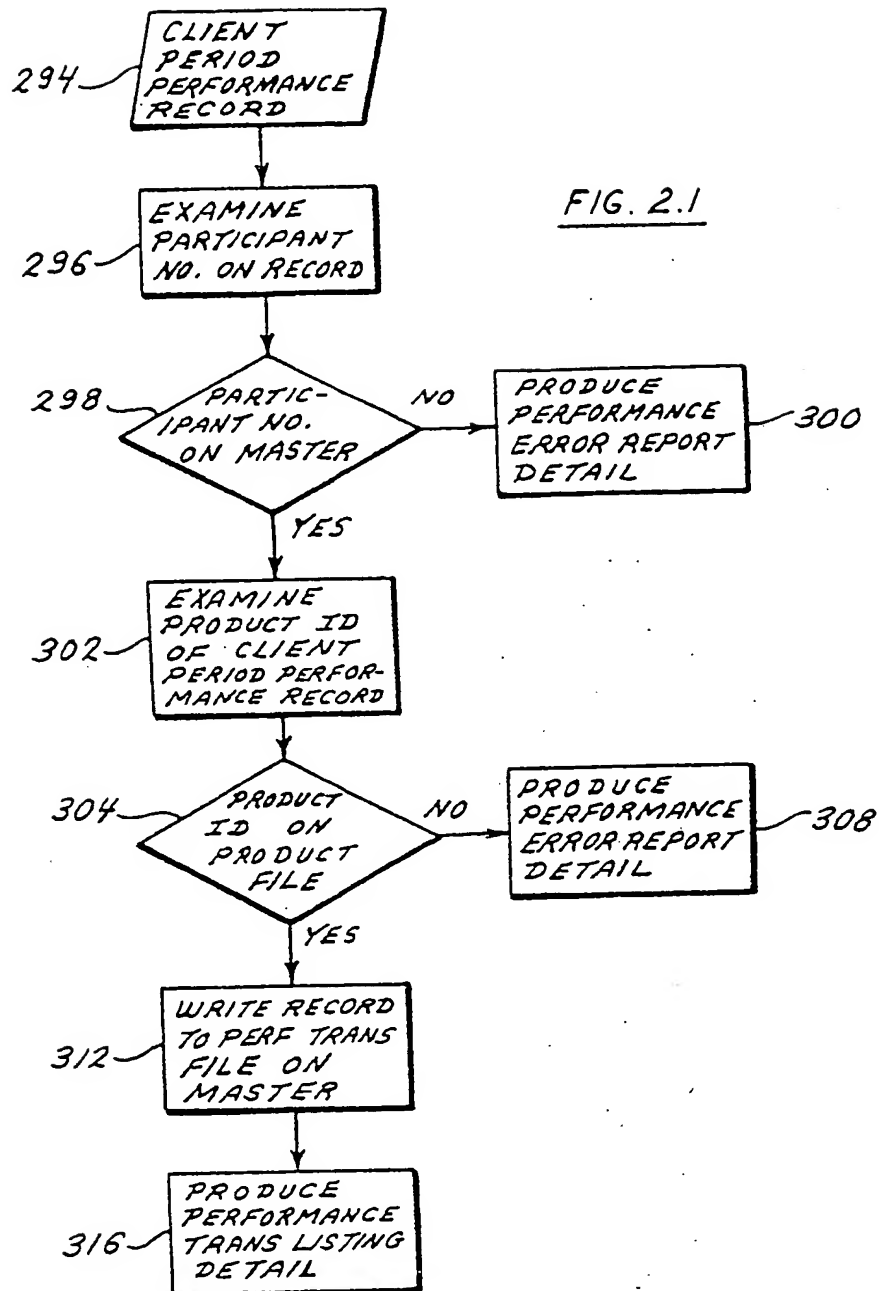 CLIENT
PERIOD
PERFORMANCE
RECORD
294
EXAMINE
PARTICIPANT
NO. ON RECORD
296
FIG. 2.1
PARTIC-
IPANT NO.
ON MASTER
298
NO
PRODUCE
PERFORMANCE
ERROR REPORT
DETAIL
300
YES
EXAMINE
PRODUCT ID
OF CLIENT
PERIOD PERFOR-
MANCE RECORD
302
PRODUCT
ID ON
PRODUCT
FILE
304
NO
PRODUCE
PERFORMANCE
ERROR REPORT
DETAIL
308
YES
WRITE RECORD
TO PERF TRANS
FILE ON
MASTER
312
PRODUCE
PERFORMANCE
TRANS LISTING
DETAIL
316